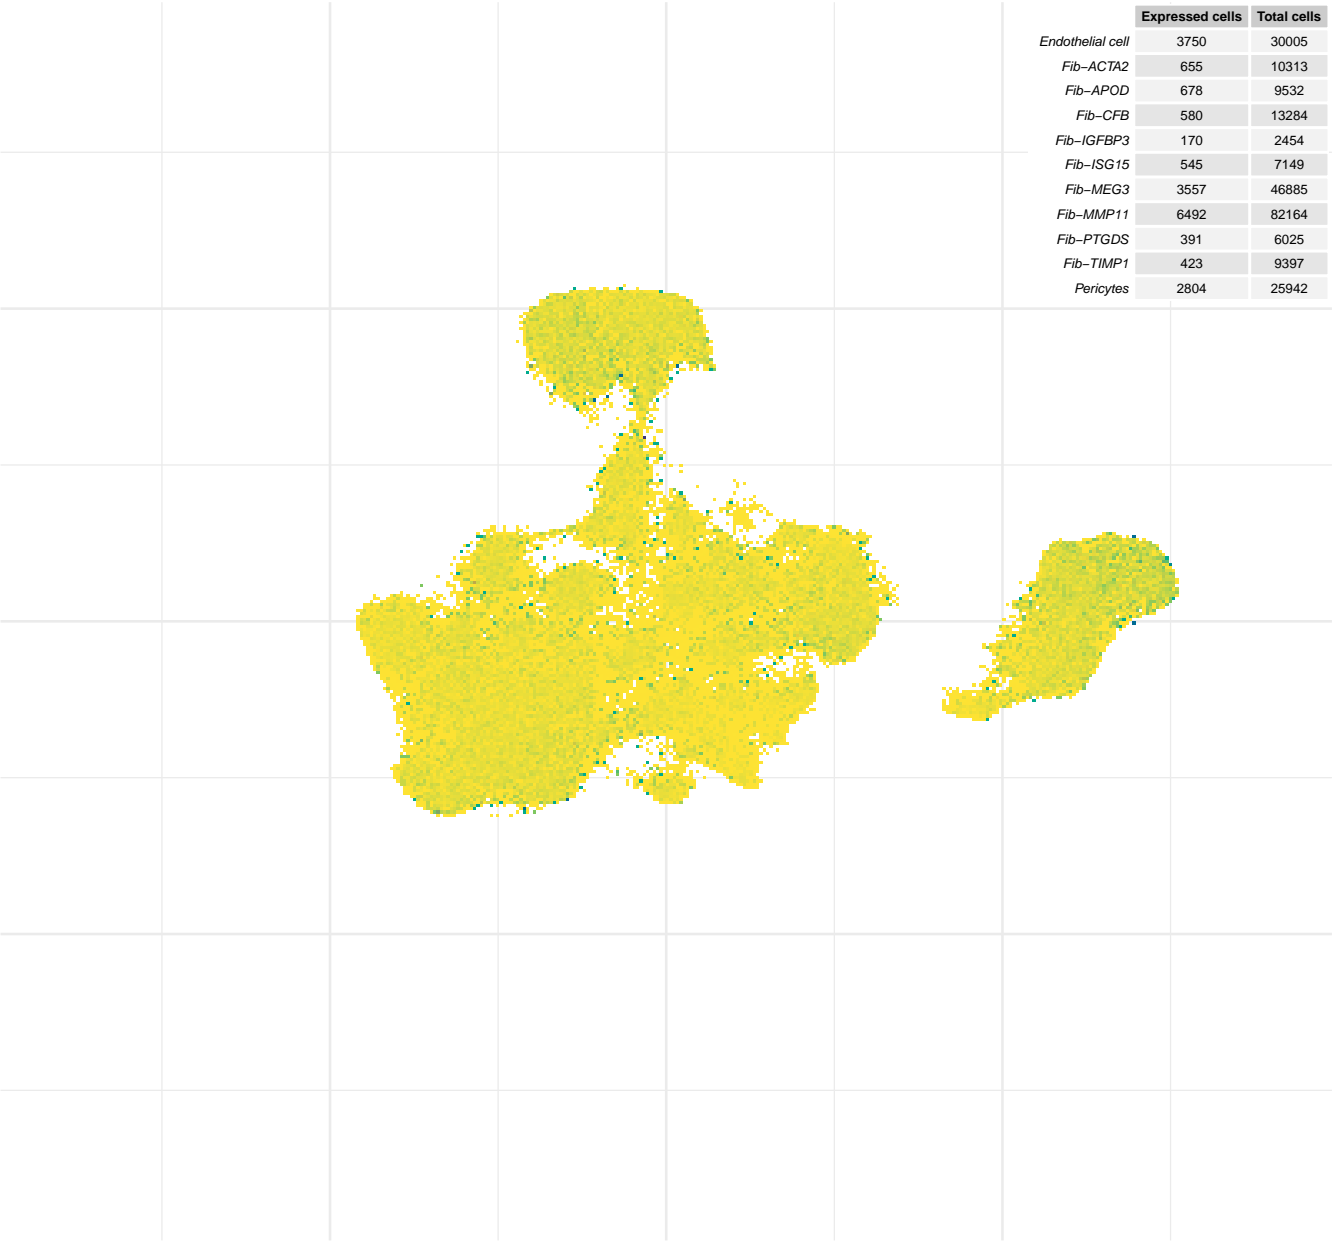 Expressed cells Total cells
Endothelial cell 3750 30005
Fib−ACTA2 655 10313
Fib−APOD 678 9532
Fib−CFB 580 13284
Fib−IGFBP3 170 2454
Fib−ISG15 545 7149
Fib−MEG3 3557 46885
Fib−MMP11 6492 82164
Fib−PTGDS 391 6025
Fib−TIMP1 423 9397
Pericytes 2804 25942